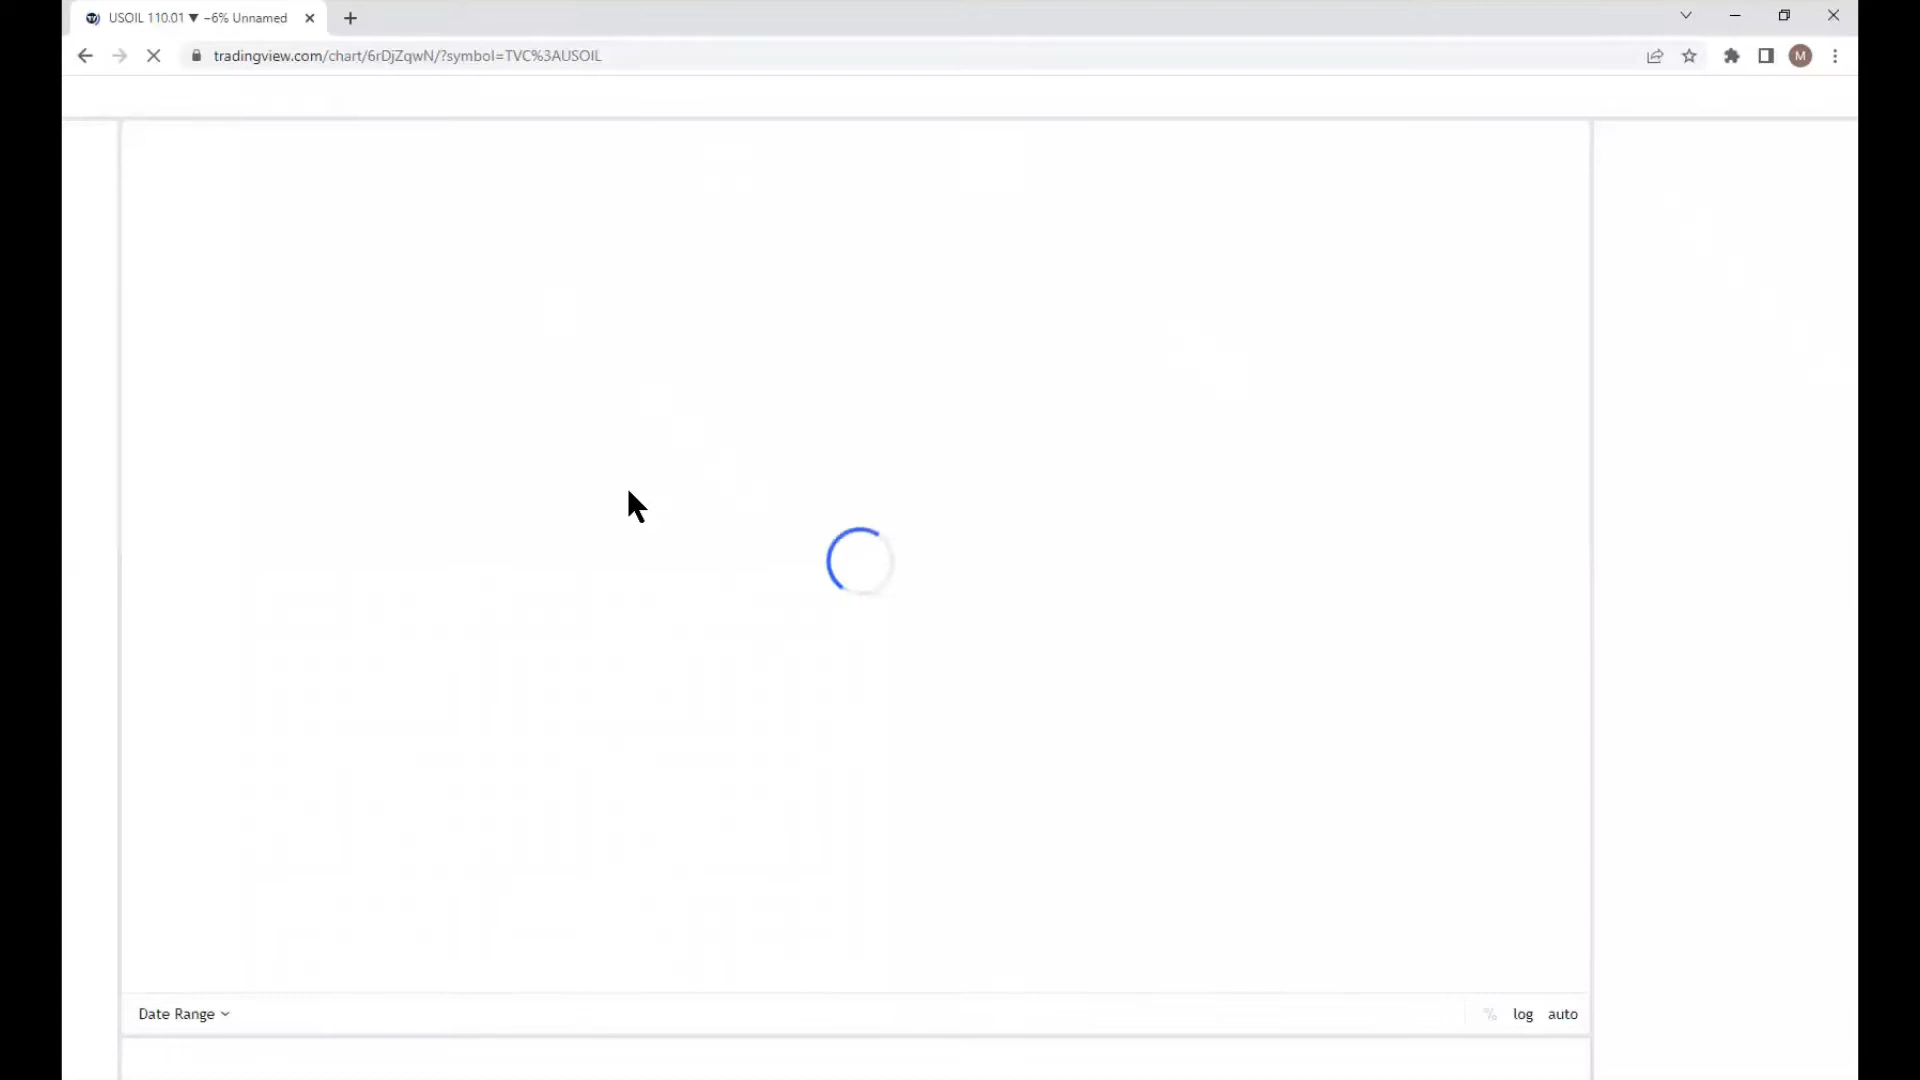 USOIL 110.01 ▼ −6% Unnamed
tradingview.com/chart/6rDjZqwN/?symbol=TVC%3AUSOIL
M
Date Range
% log auto